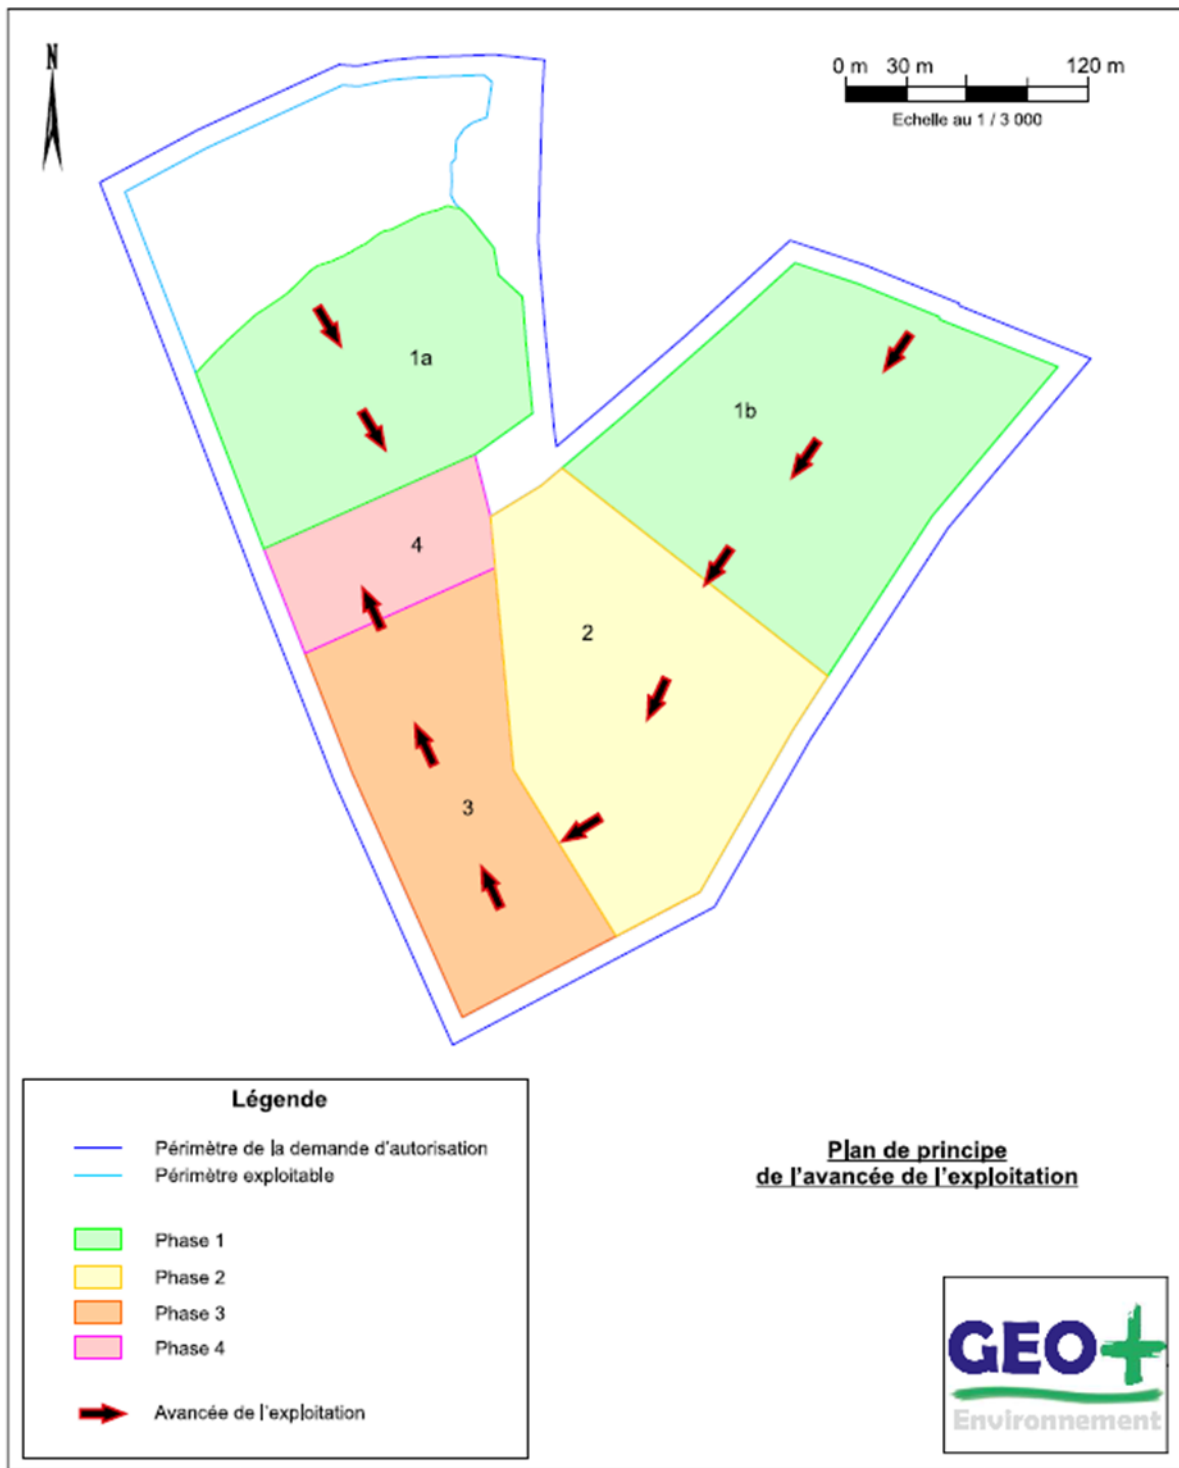 N
0 m 30 m 120 m
Echelle au 1 / 3 000
1a
1b
4
2
3
Légende
Périmètre de la demande d'autorisation
Périmètre exploitable
Phase 1
Phase 2
Phase 3
Phase 4
Avancée de l'exploitation
Plan de principe
de l'avancée de l'exploitation
GEO+
Environnement